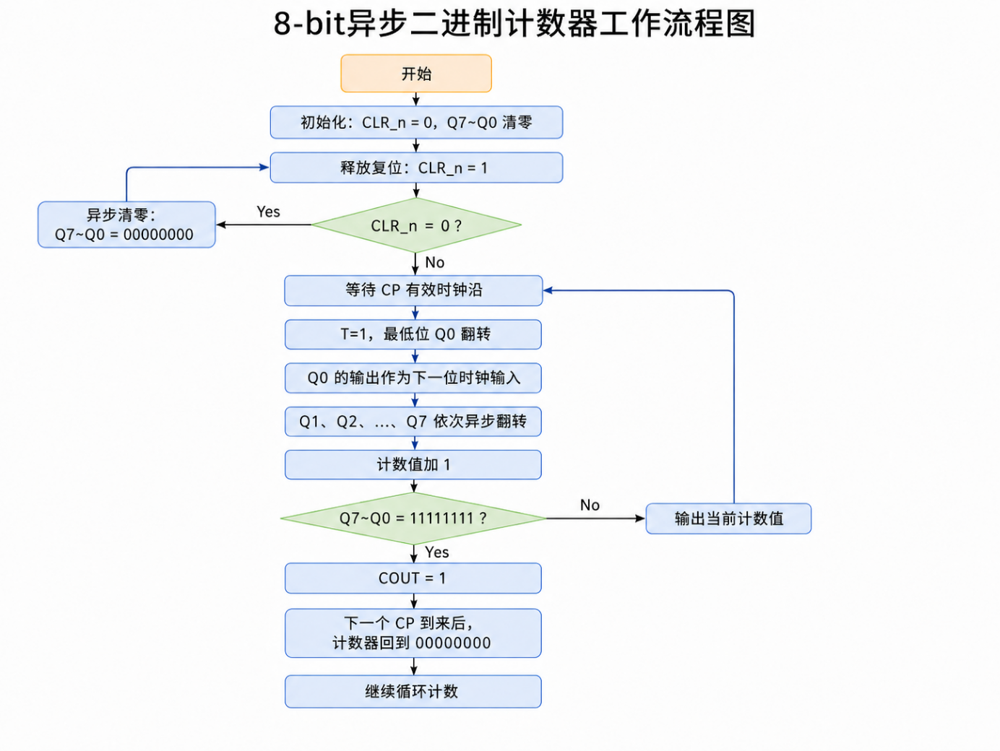 8-bit异步二进制计数器工作流程图
开始
初始化：CLR_n = 0，Q7~Q0 清零
释放复位：CLR_n = 1
异步清零：
Q7~Q0 = 00000000
Yes
CLR_n = 0 ?
No
等待 CP 有效时钟沿
T=1，最低位 Q0 翻转
Q0 的输出作为下一位时钟输入
Q1、Q2、…、Q7 依次异步翻转
计数值加 1
Q7~Q0 = 11111111 ?
No
输出当前计数值
Yes
COUT = 1
下一个 CP 到来后，
计数器回到 00000000
继续循环计数